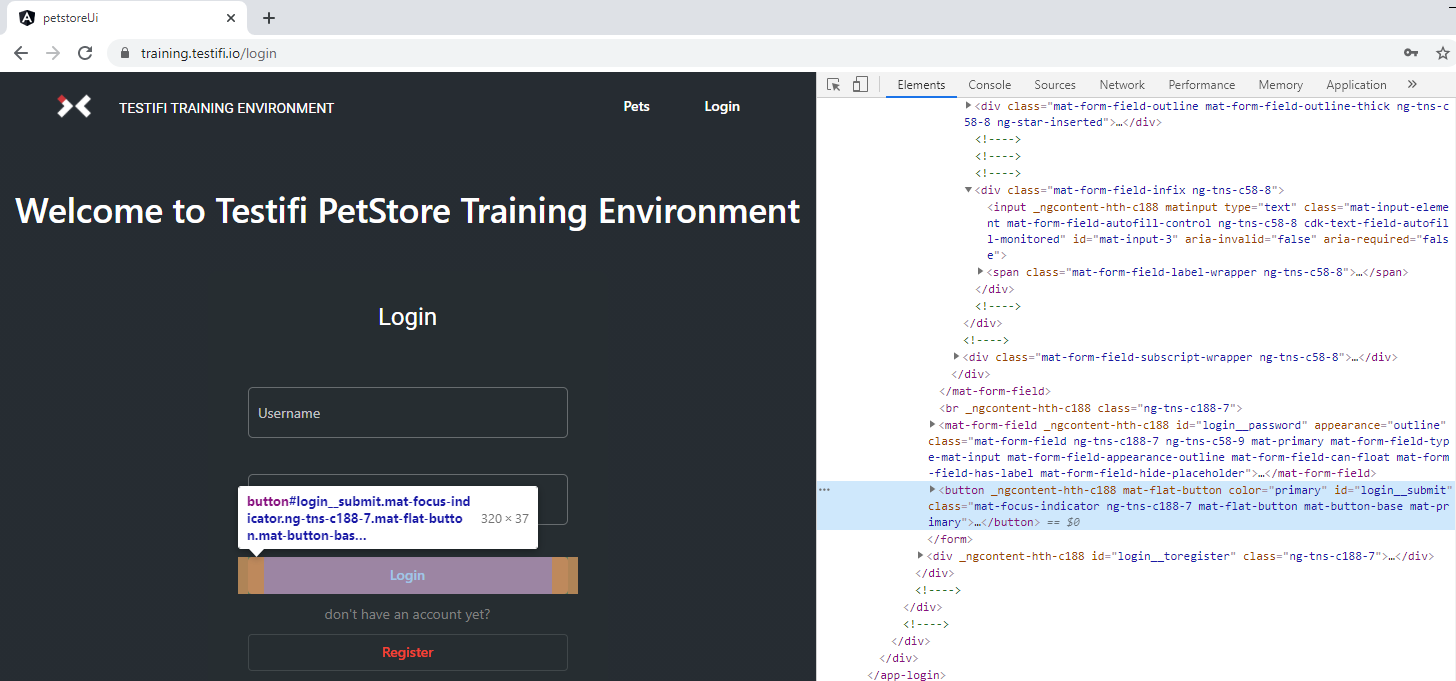 petstoreUi
training.testifi.io/login
TESTIFI TRAINING ENVIRONMENT
Pets
Login
Welcome to Testifi PetStore Training Environment
Login
Username
button#login__submit.mat-focus-ind
icator.ng-tns-c188-7.mat-flat-butto
n.mat-button-bas...
320 × 37
Login
don't have an account yet?
Register
Elements Console Sources Network Performance Memory Application »
<div class="mat-form-field-outline mat-form-field-outline-thick ng-tns-c
58-8 ng-star-inserted">…</div>
<!---->
<!---->
<!---->
<div class="mat-form-field-infix ng-tns-c58-8">
<input _ngcontent-hth-c188 matinput type="text" class="mat-input-eleme
nt mat-form-field-autofill-control ng-tns-c58-8 cdk-text-field-autofi
ll-monitored" id="mat-input-3" aria-invalid="false" aria-required="fals
e">
<span class="mat-form-field-label-wrapper ng-tns-c58-8">…</span>
</div>
<!---->
</div>
<!---->
<div class="mat-form-field-subscript-wrapper ng-tns-c58-8">…</div>
</div>
</mat-form-field>
<br _ngcontent-hth-c188 class="ng-tns-c188-7">
<mat-form-field _ngcontent-hth-c188 id="login__password" appearance="outline"
class="mat-form-field ng-tns-c188-7 ng-tns-c58-9 mat-primary mat-form-field-typ
e-mat-input mat-form-field-appearance-outline mat-form-field-can-float mat-form
-field-has-label mat-form-field-hide-placeholder">…</mat-form-field>
… <button _ngcontent-hth-c188 mat-flat-button color="primary" id="login__submit"
class="mat-focus-indicator ng-tns-c188-7 mat-flat-button mat-button-base mat-pr
imary">…</button> == $0
</form>
<div _ngcontent-hth-c188 id="login__toregister" class="ng-tns-c188-7">…</div>
</div>
<!---->
</div>
<!---->
</div>
</div>
</app-login>